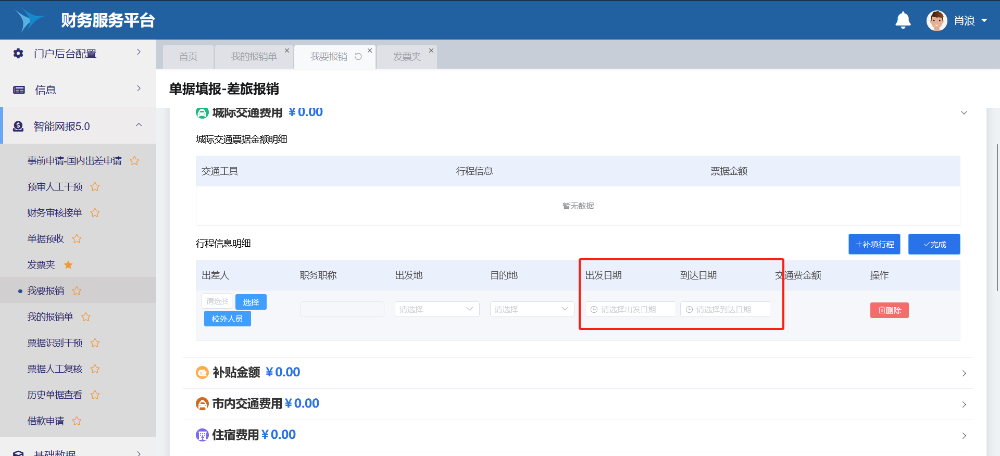 财务服务平台
肖浪
门户后台配置
信息
智能网报5.0
事前申请-国内出差申请
预审人工干预
财务审核接单
单据预收
发票夹
我要报销
我的报销单
票据识别干预
票据人工复核
历史单据查看
借款申请
基础数据
首页
我的报销单
我要报销
发票夹
单据填报-差旅报销
城际交通费用 ¥0.00
城际交通票据金额明细
交通工具 行程信息 票据金额
暂无数据
行程信息明细
+补填行程
完成
出差人 职务职称 出发地 目的地 出发日期 到达日期 交通费金额 操作
请选择 选择 请选择 请选择 请选择出发日期 请选择到达日期 删除
校外人员
补贴金额 ¥0.00
市内交通费用 ¥0.00
住宿费用 ¥0.00